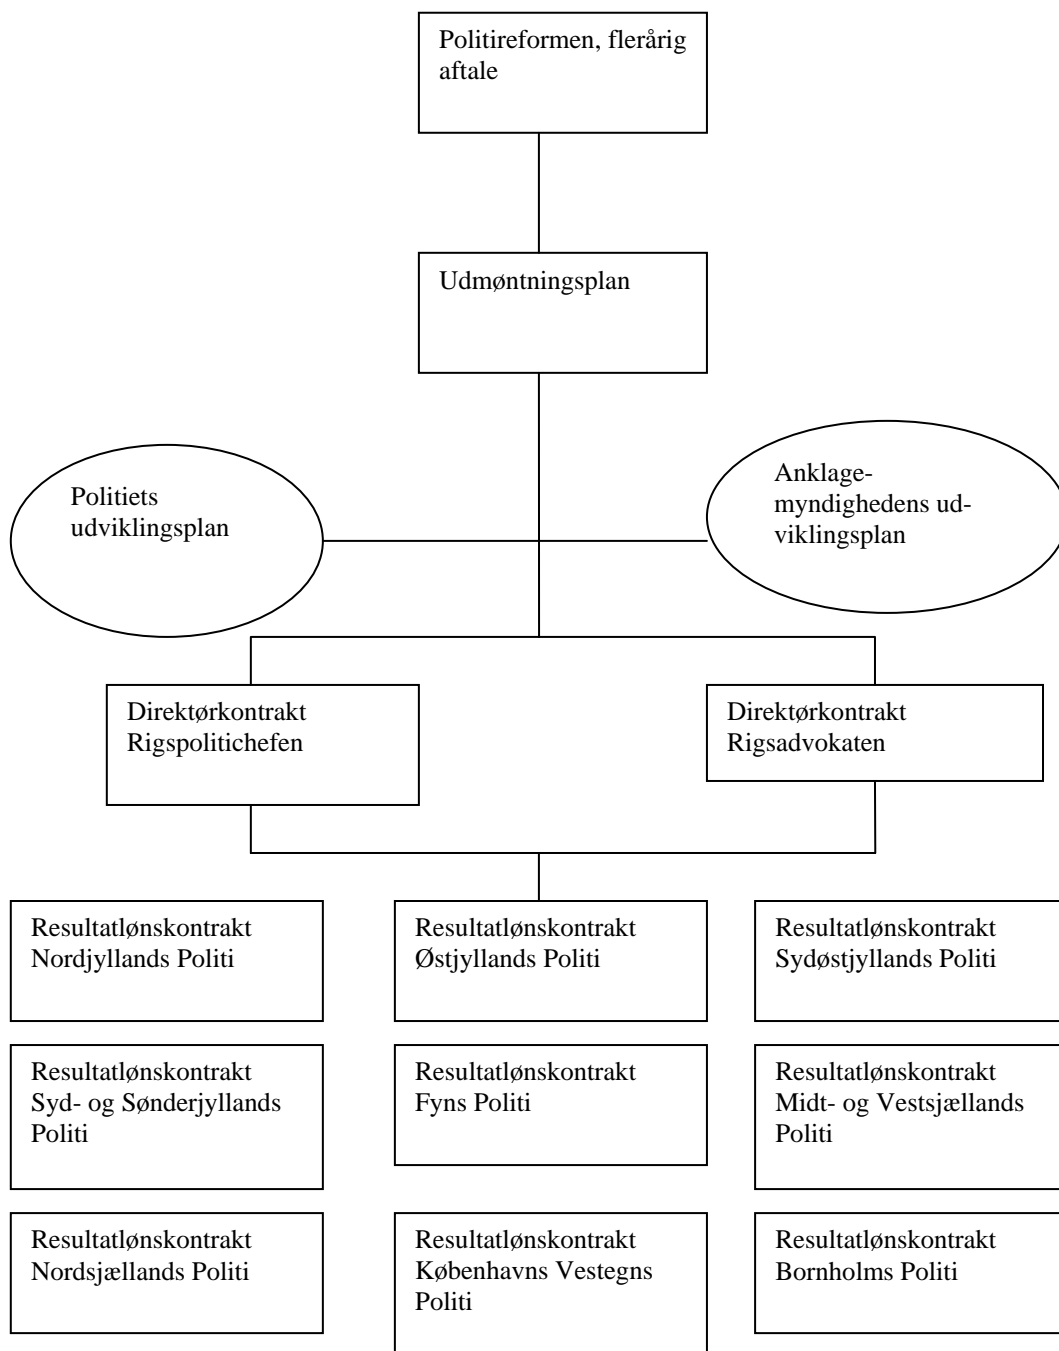 Politireformen, flerårig
aftale
Udmøntningsplan
Politiets
udviklingsplan
Anklage-
myndighedens ud-
viklingsplan
Direktørkontrakt
Rigspolitichefen
Direktørkontrakt
Rigsadvokaten
Resultatlønskontrakt
Nordjyllands Politi
Resultatlønskontrakt
Østjyllands Politi
Resultatlønskontrakt
Sydøstjyllands Politi
Resultatlønskontrakt
Syd- og Sønderjyllands
Politi
Resultatlønskontrakt
Fyns Politi
Resultatlønskontrakt
Midt- og Vestsjællands
Politi
Resultatlønskontrakt
Nordsjællands Politi
Resultatlønskontrakt
Københavns Vestegns
Politi
Resultatlønskontrakt
Bornholms Politi